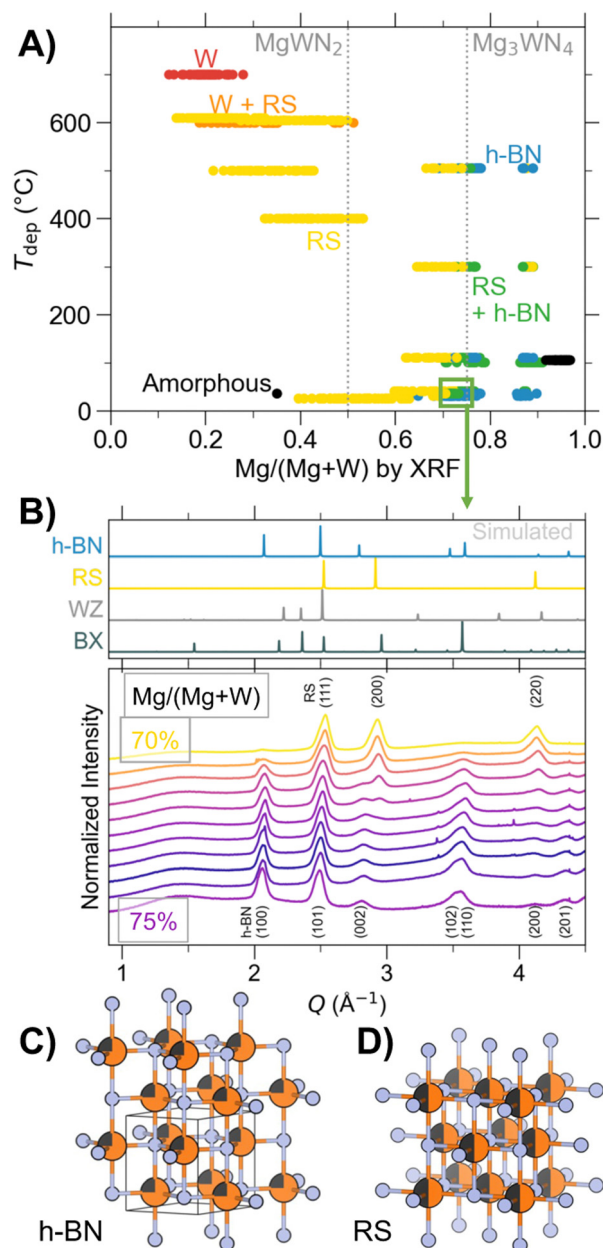 A)
MgWN₂
Mg₃WN₄
W
W + RS
h-BN
RS
RS
+ h-BN
Amorphous
600
400
200
0
T_dep (°C)
0.0 0.2 0.4 0.6 0.8 1.0
Mg/(Mg+W) by XRF
B)
Simulated
h-BN
RS
WZ
BX
Mg/(Mg+W)
RS
(111)
(200)
(220)
70%
75%
h-BN
(100)
(101)
(002)
(102)
(110)
(200)
(201)
Normalized Intensity
1 2 3 4
Q (Å⁻¹)
C)
D)
h-BN
RS